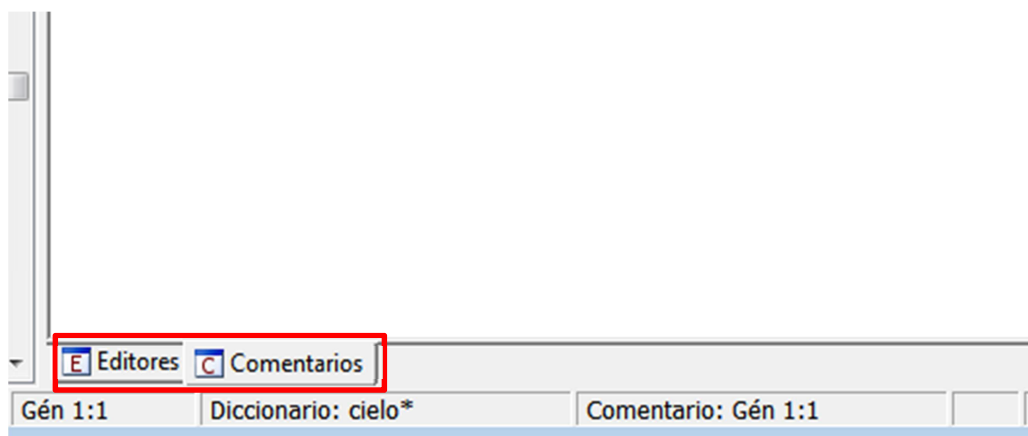 E Editores C Comentarios
Gén 1:1 Diccionario: cielo* Comentario: Gén 1:1